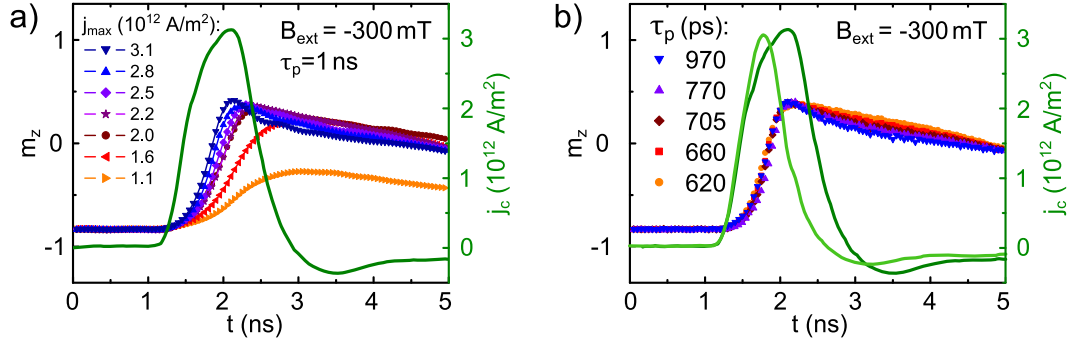 a)
j_max (10^12 A/m^2):
3.1
2.8
2.5
2.2
2.0
1.6
1.1
B_ext = -300 mT
τ_p=1 ns
1
0
-1
m_z
0
1
2
3
4
5
t (ns)
3
2
1
0
j_c (10^12 A/m^2)
b)
τ_p (ps):
970
770
705
660
620
B_ext = -300 mT
1
0
-1
m_z
0
1
2
3
4
5
t (ns)
3
2
1
0
j_c (10^12 A/m^2)